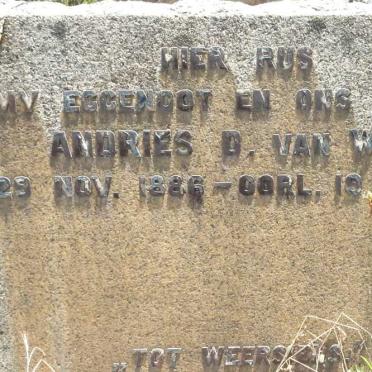 HIER RUS
MY EGGENOOT EN ONS
ANDRIES D. VAN W
29 NOV. 1886 - OORL. 19
"TOT WEERSIENS."